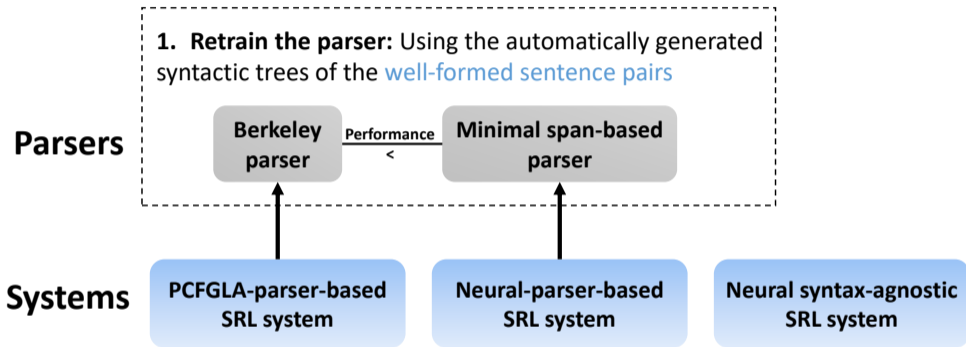 1. Retrain the parser: Using the automatically generated
syntactic trees of the well-formed sentence pairs
Parsers
Berkeley
parser
Performance
<
Minimal span-based
parser
Systems
PCFGLA-parser-based
SRL system
Neural-parser-based
SRL system
Neural syntax-agnostic
SRL system